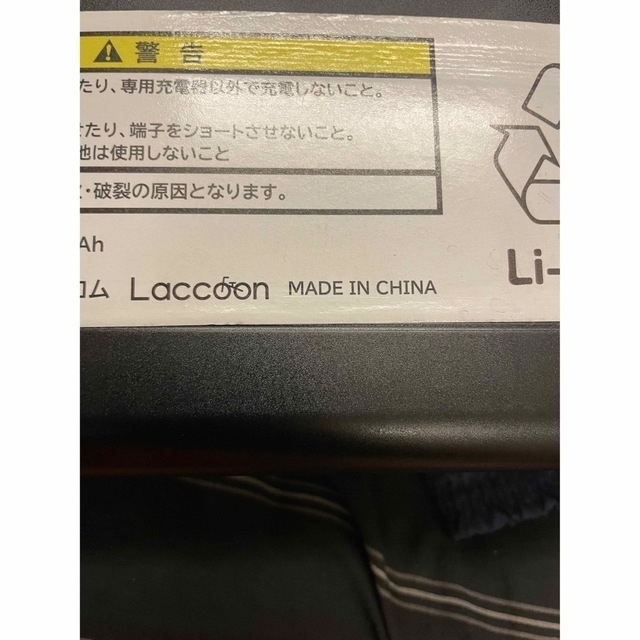 警告
たり、専用充電器以外で充電しないこと。
たり、端子をショートさせないこと。
池は使用しないこと
・破裂の原因となります。
Ah
コム Laccoon MADE IN CHINA
Li-